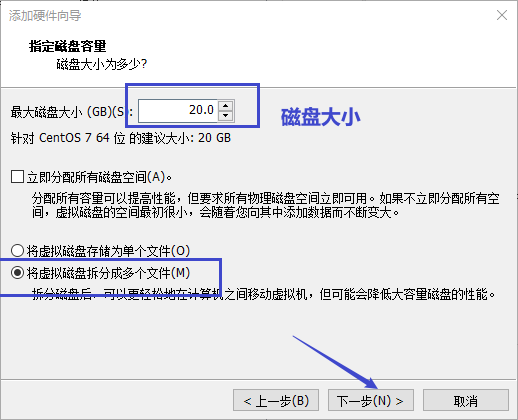 添加硬件向导
指定磁盘容量
磁盘大小为多少?
最大磁盘大小 (GB)(S): 20.0
磁盘大小
针对 CentOS 7 64 位 的建议大小: 20 GB
立即分配所有磁盘空间(A)。
分配所有容量可以提高性能，但要求所有物理磁盘空间立即可用。如果不立即分配所有空
间，虚拟磁盘的空间最初很小，会随着您向其中添加数据而不断变大。
将虚拟磁盘存储为单个文件(O)
将虚拟磁盘拆分成多个文件(M)
拆分磁盘后，可以更轻松地在计算机之间移动虚拟机，但可能会降低大容量磁盘的性能。
< 上一步(B) 下一步(N) > 取消